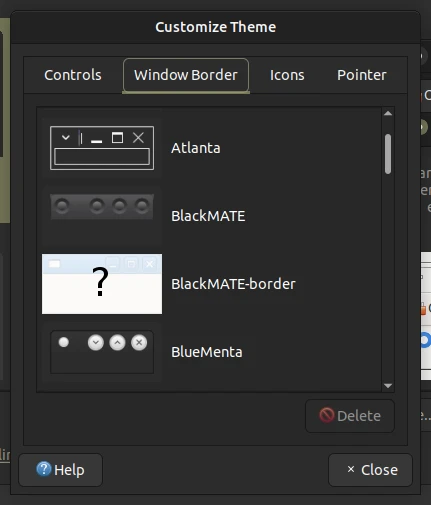 Customize Theme
Controls Window Border Icons Pointer
Atlanta
BlackMATE
?
BlackMATE-border
BlueMenta
Delete
? Help
× Close